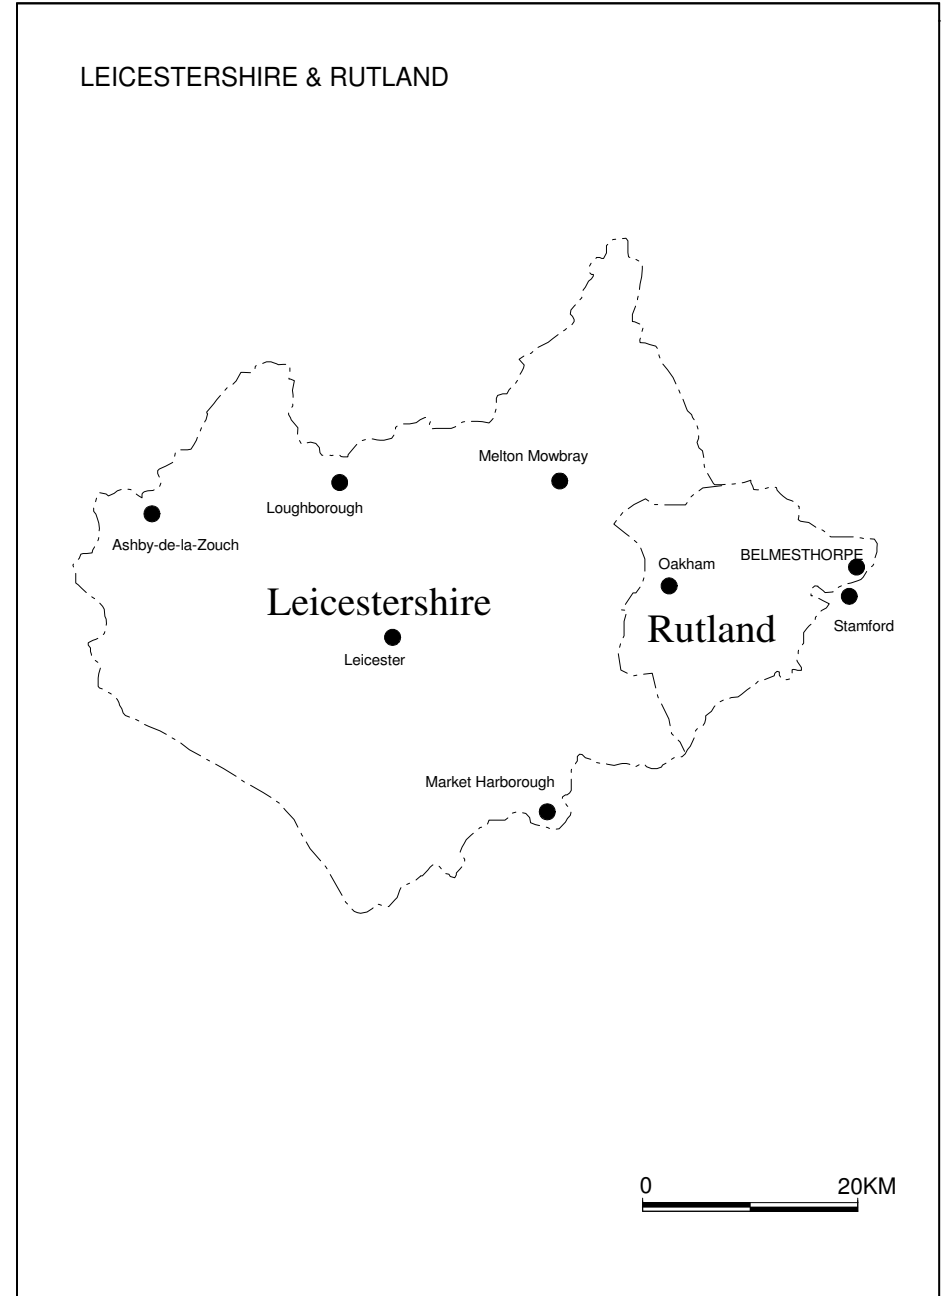 LEICESTERSHIRE & RUTLAND
Melton Mowbray
Loughborough
Ashby-de-la-Zouch
BELMESTHORPE
Oakham
Leicestershire
Rutland
Stamford
Leicester
Market Harborough
0 20KM